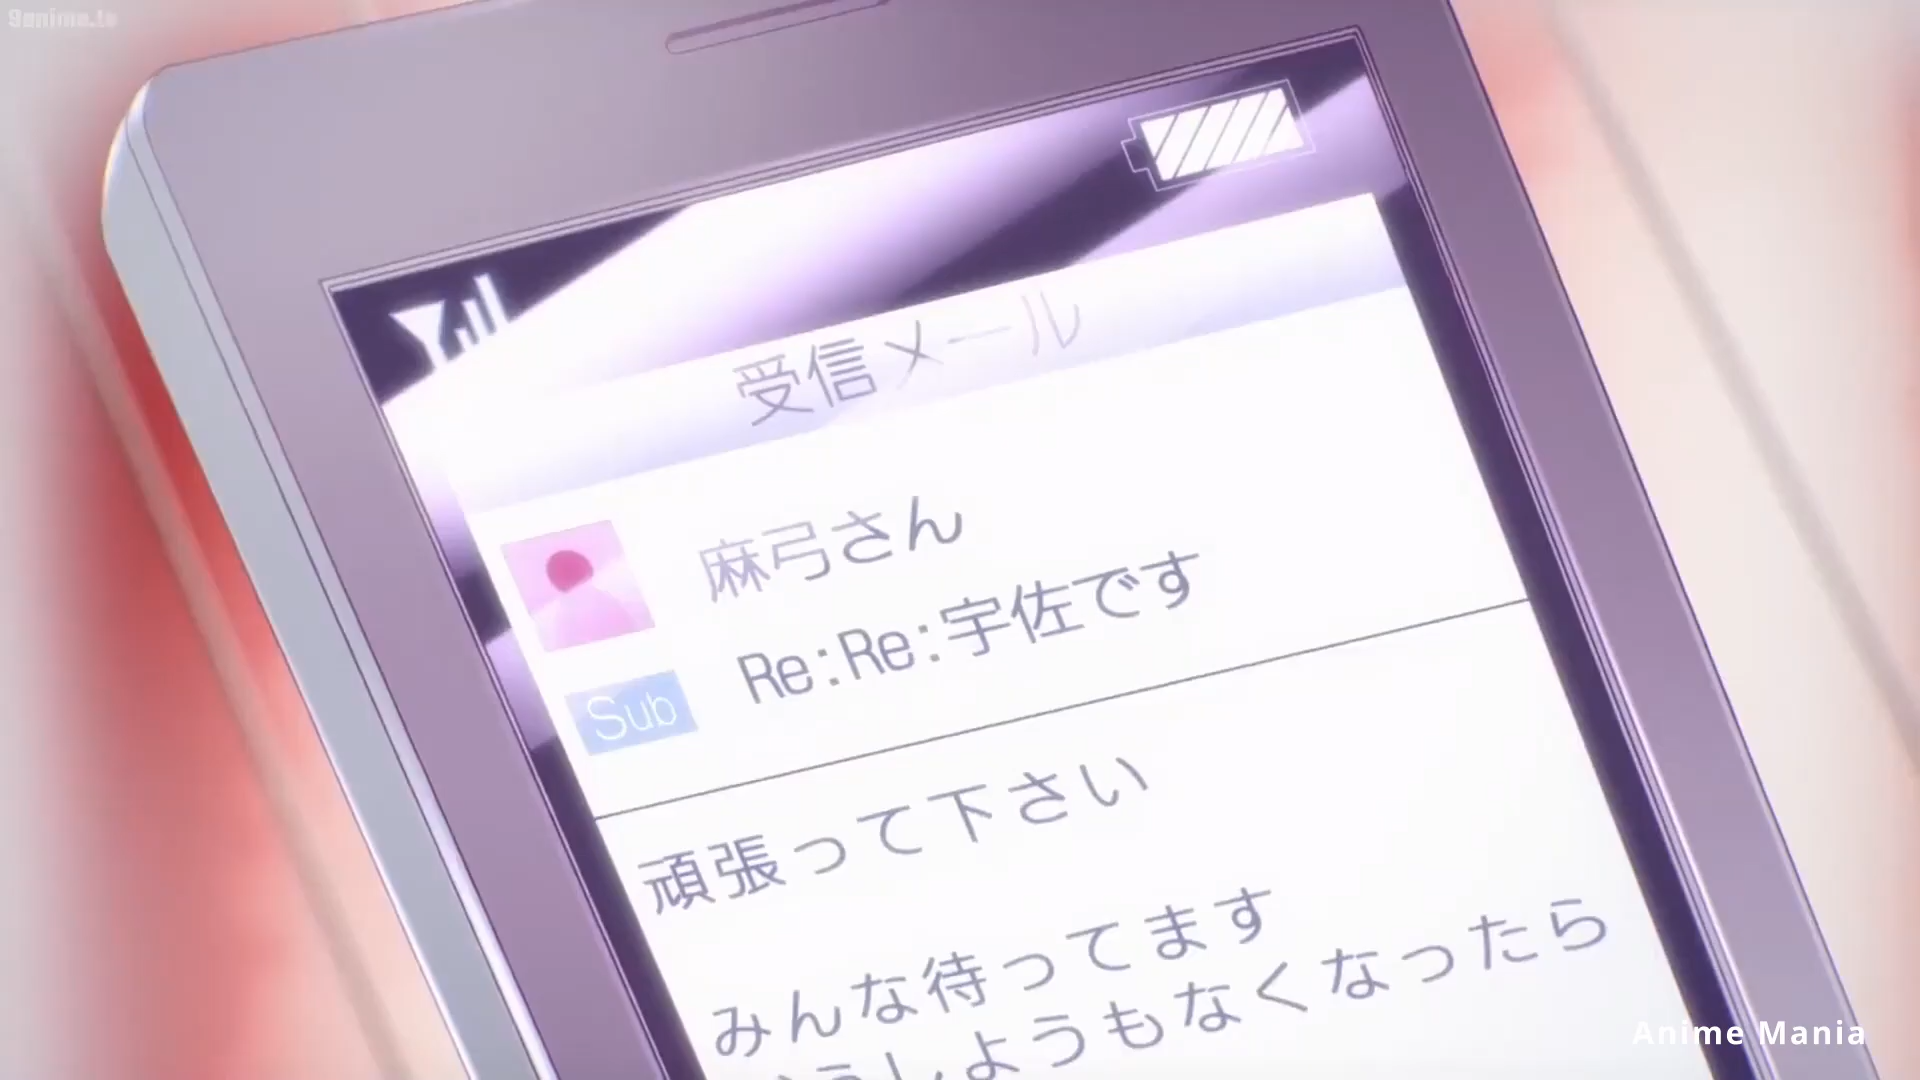 9anime.to
受信メール
麻弓さん
Sub Re:Re:宇佐です
頑張って下さい
みんな待ってます
うしようもなくなったら
Anime Mania